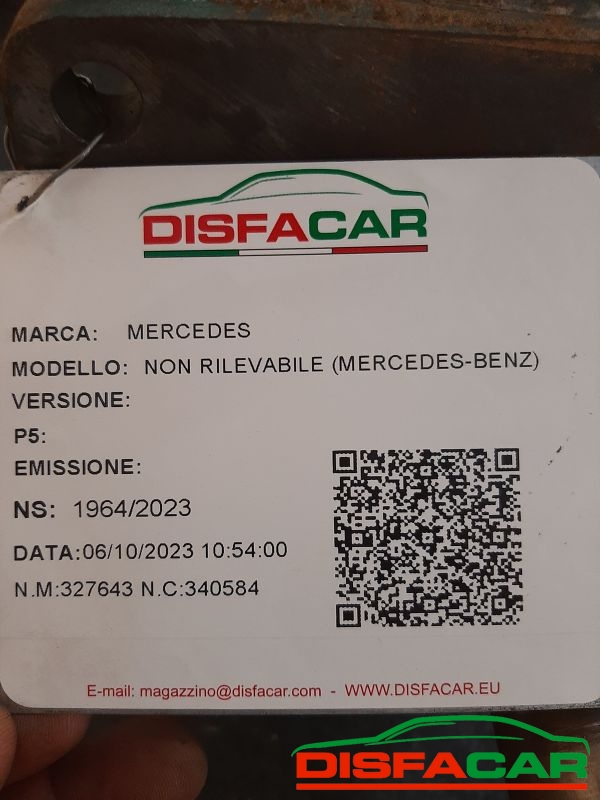 DISFACAR
MARCA: MERCEDES
MODELLO: NON RILEVABILE (MERCEDES-BENZ)
VERSIONE:
P5:
EMISSIONE:
NS: 1964/2023
DATA:06/10/2023 10:54:00
N.M:327643 N.C:340584
E-mail: magazzino@disfacar.com - WWW.DISFACAR.EU
DISFACAR